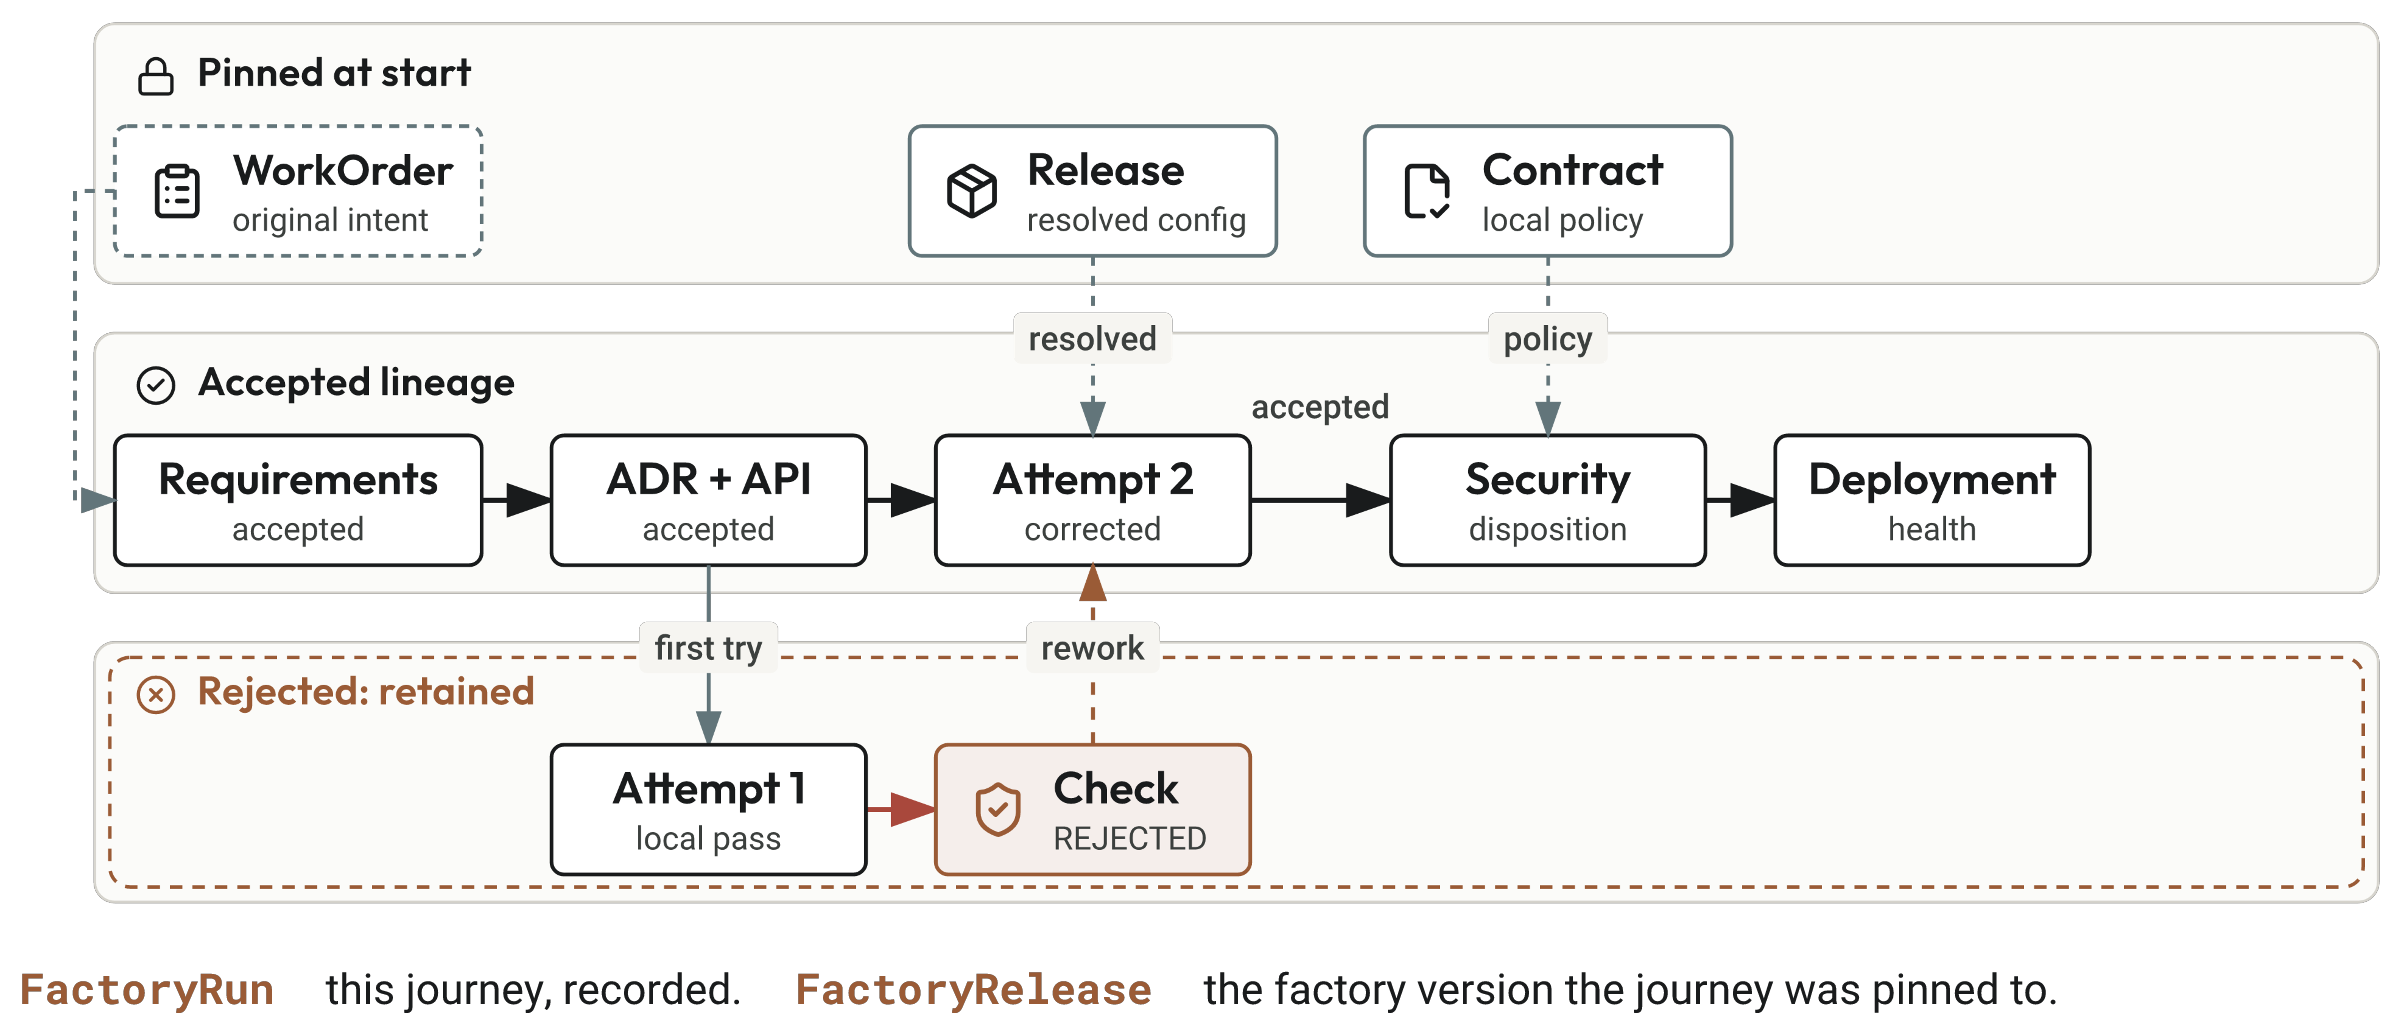 Pinned at start
WorkOrder
original intent
Release
resolved config
Contract
local policy
resolved
policy
Accepted lineage
accepted
Requirements
accepted
ADR + API
accepted
Attempt 2
corrected
Security
disposition
Deployment
health
first try
rework
Rejected: retained
Attempt 1
local pass
Check
REJECTED
FactoryRun this journey, recorded. FactoryRelease the factory version the journey was pinned to.